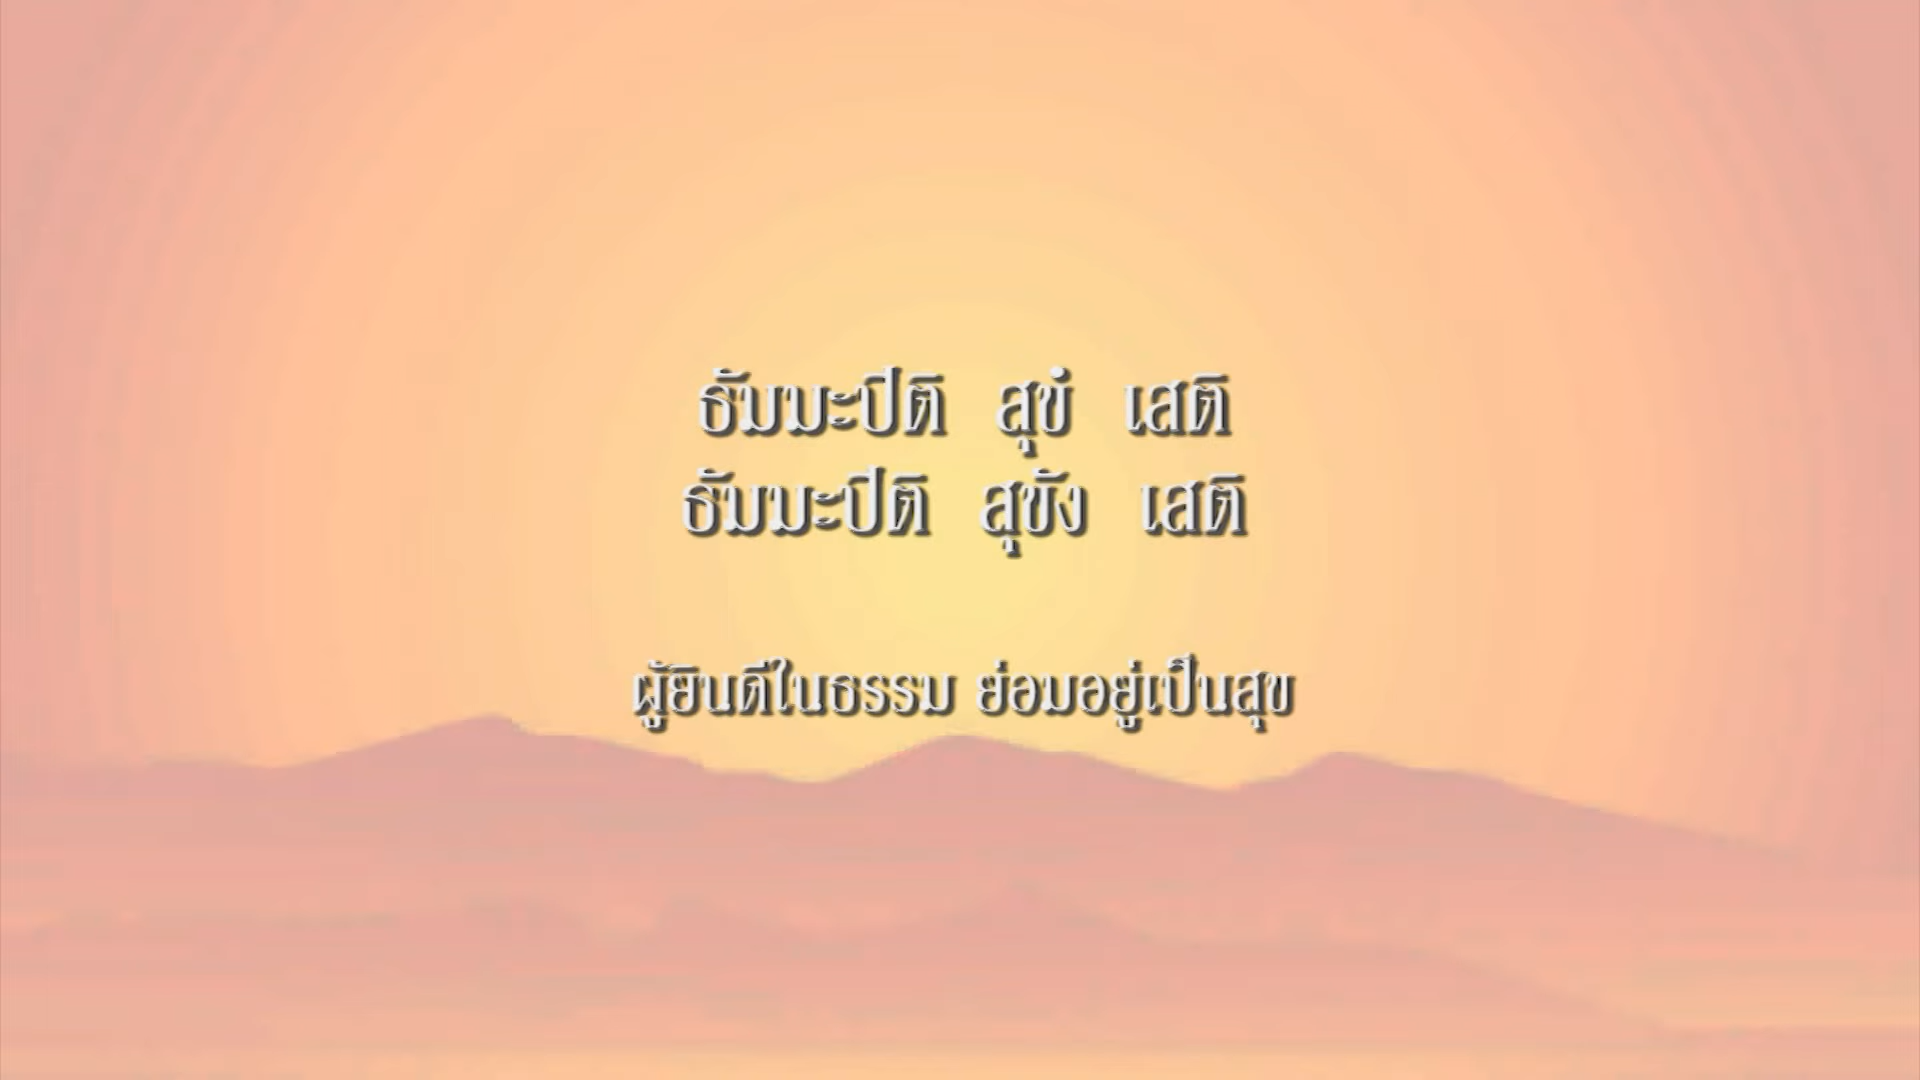 ธัมมะปีติ สุขํ เสติ
ธัมมะปีติ สุขัง เสติ
ผู้ยินดีในธรรม ย่อมอยู่เป็นสุข